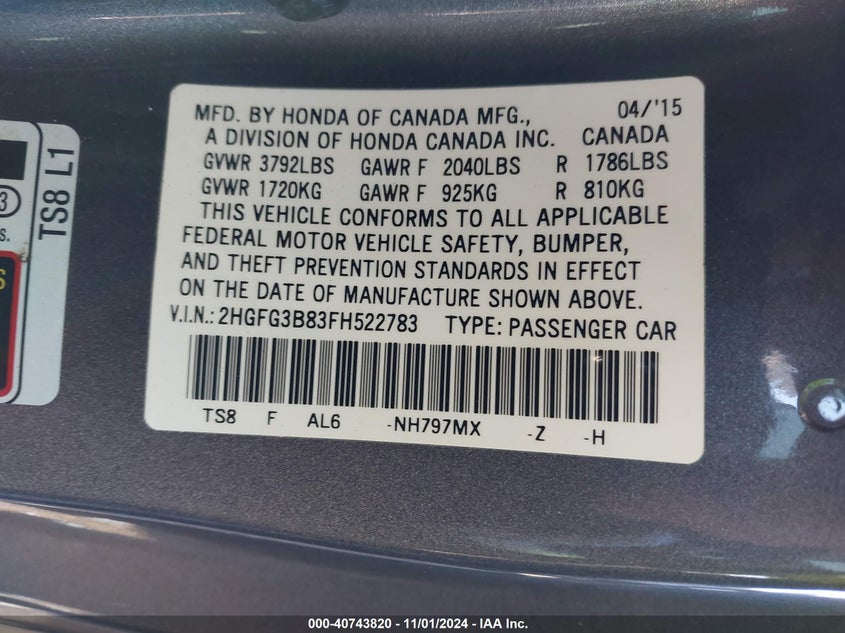 MFD. BY HONDA OF CANADA MFG., 04/'15
A DIVISION OF HONDA CANADA INC. CANADA
GVWR 3792LBS GAWR F 2040LBS R 1786LBS
GVWR 1720KG GAWR F 925KG R 810KG
THIS VEHICLE CONFORMS TO ALL APPLICABLE
FEDERAL MOTOR VEHICLE SAFETY, BUMPER,
AND THEFT PREVENTION STANDARDS IN EFFECT
ON THE DATE OF MANUFACTURE SHOWN ABOVE.
V.I.N.: 2HGFG3B83FH522783 TYPE: PASSENGER CAR
TS8 F AL6 -NH797MX -Z -H
TS8 L1
3
S.
S
000-40743820 - 11/01/2024 - IAA Inc.